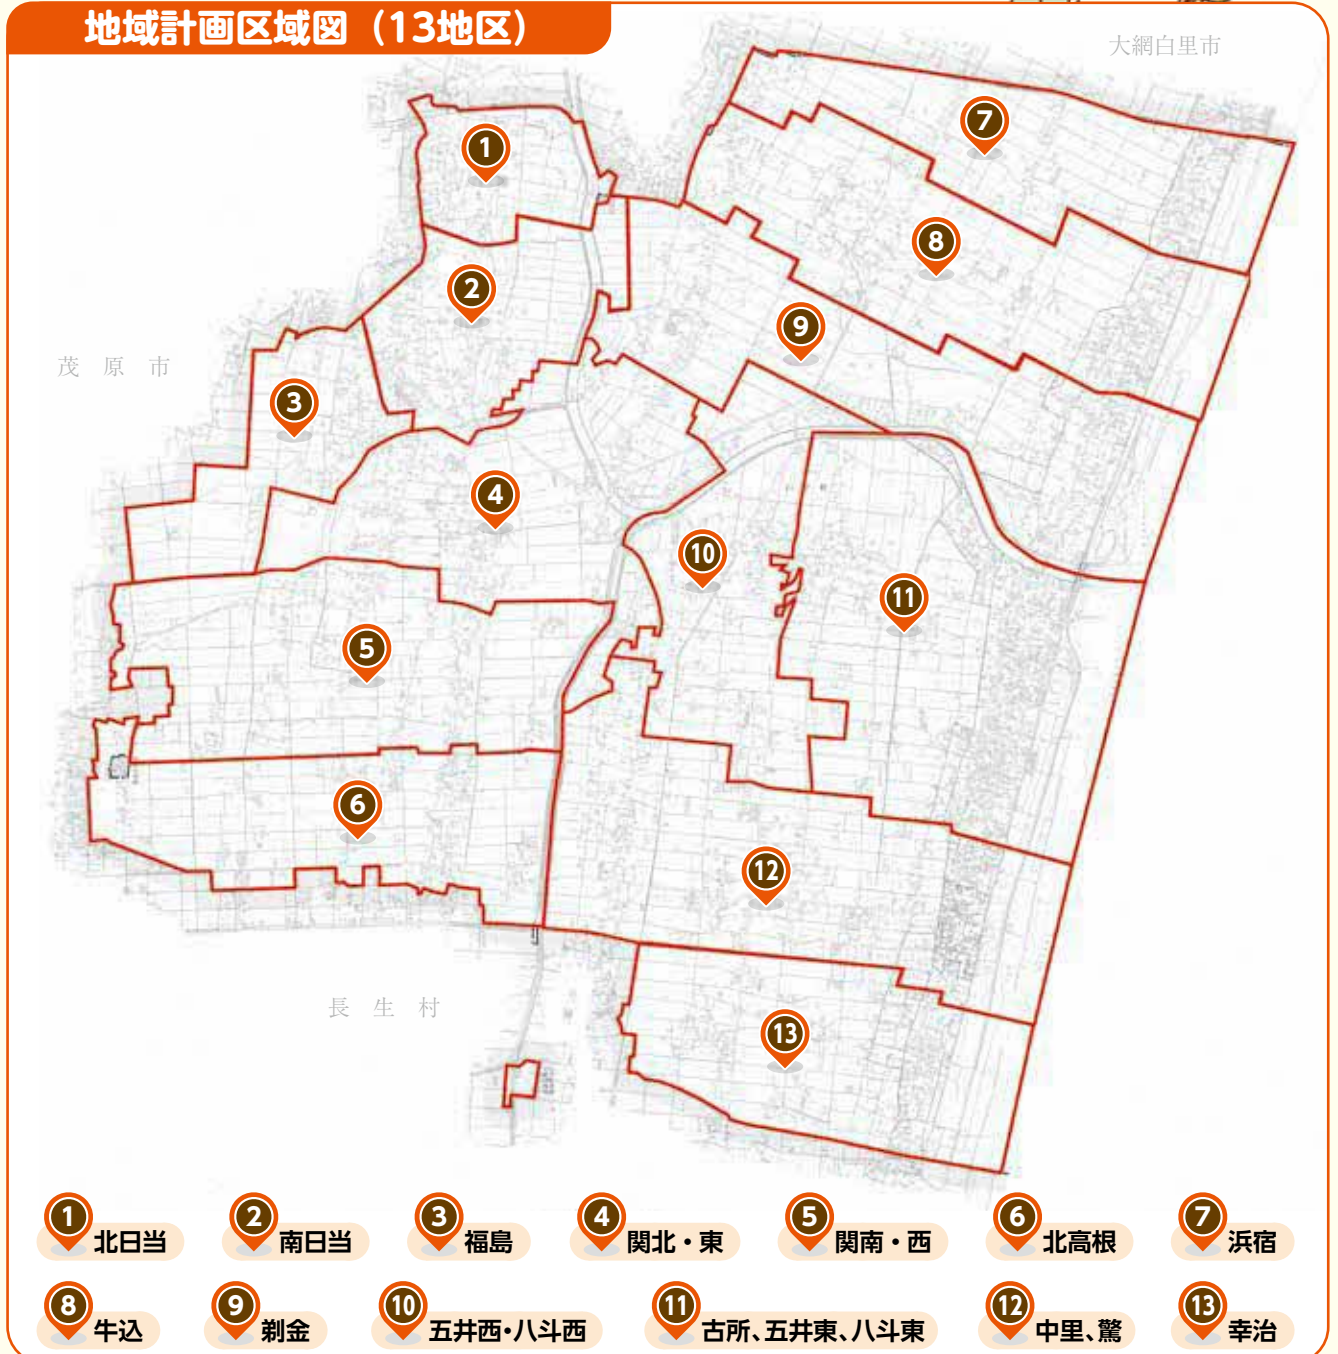 地域計画区域図（13地区）
大網白里市
茂原市
長生村
1
2
3
4
5
6
7
8
9
10
11
12
13
1 北日当
2 南日当
3 福島
4 関北・東
5 関南・西
6 北高根
7 浜宿
8 牛込
9 剃金
10 五井西・八斗西
11 古所、五井東、八斗東
12 中里、驚
13 幸治